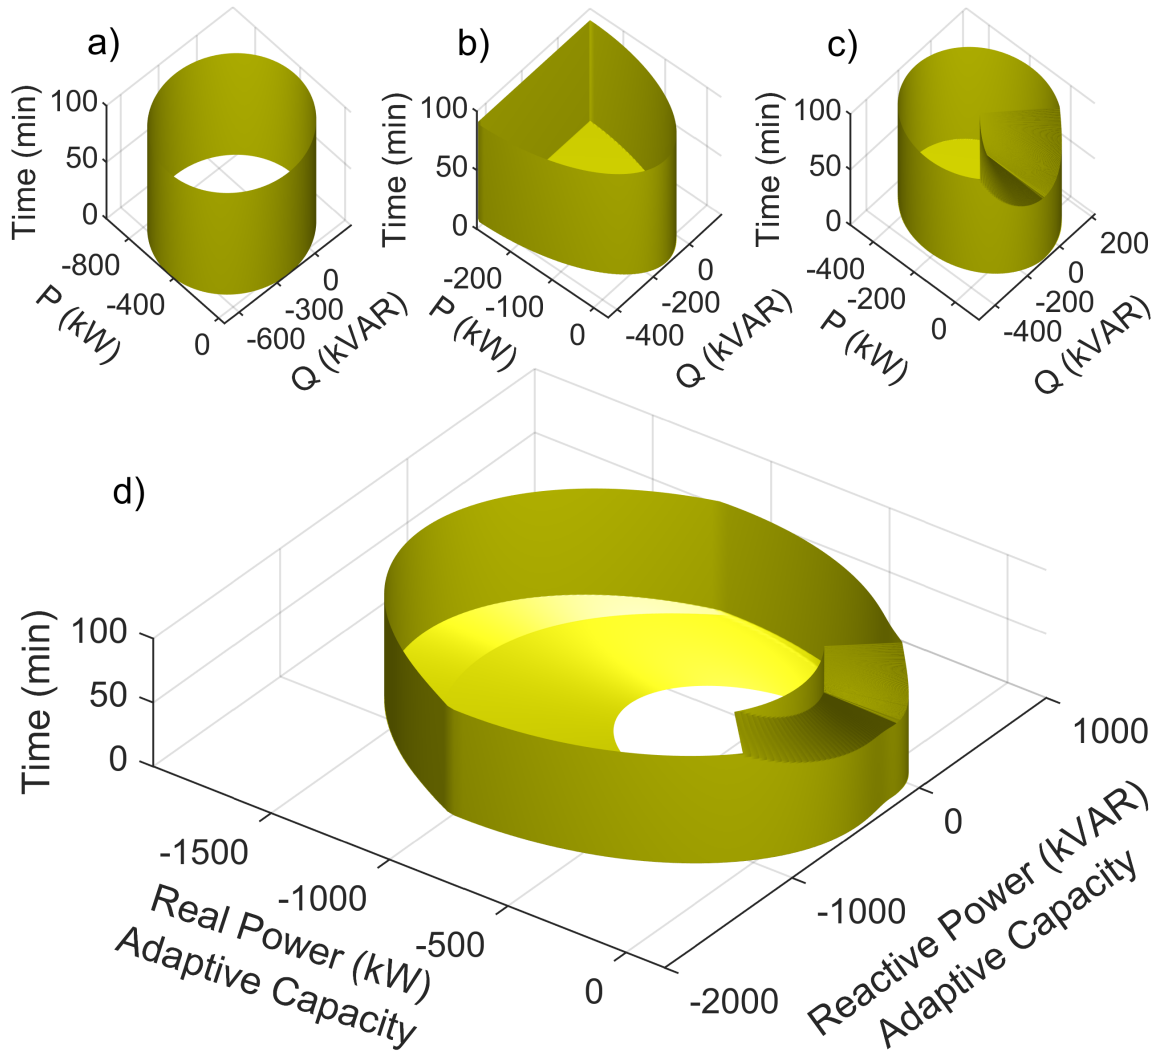 a)
100
50
0
Time (min)
-800
-400
0
P (kW)
0
-300
-600
Q (kVAR)
b)
100
50
0
Time (min)
-200
-100
0
P (kW)
0
-200
-400
Q (kVAR)
c)
100
50
0
Time (min)
-400
-200
0
P (kW)
200
0
-200
-400
Q (kVAR)
d)
100
50
0
Time (min)
-1500
-1000
-500
0
Real Power (kW)
Adaptive Capacity
1000
0
-1000
-2000
Reactive Power (kVAR)
Adaptive Capacity